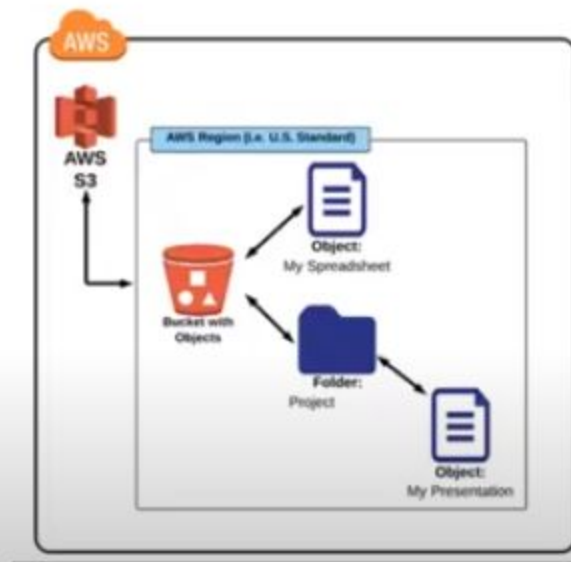 AWS
AWS
S3
AWS Region (i.e. U.S. Standard)
Object:
My Spreadsheet
Bucket with
Objects
Folder:
Project
Object:
My Presentation